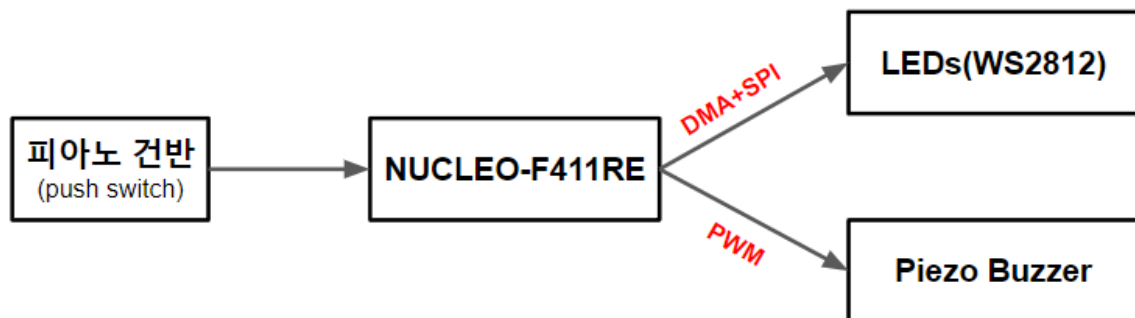 피아노 건반
(push switch)
NUCLEO-F411RE
DMA+SPI
PWM
LEDs(WS2812)
Piezo Buzzer